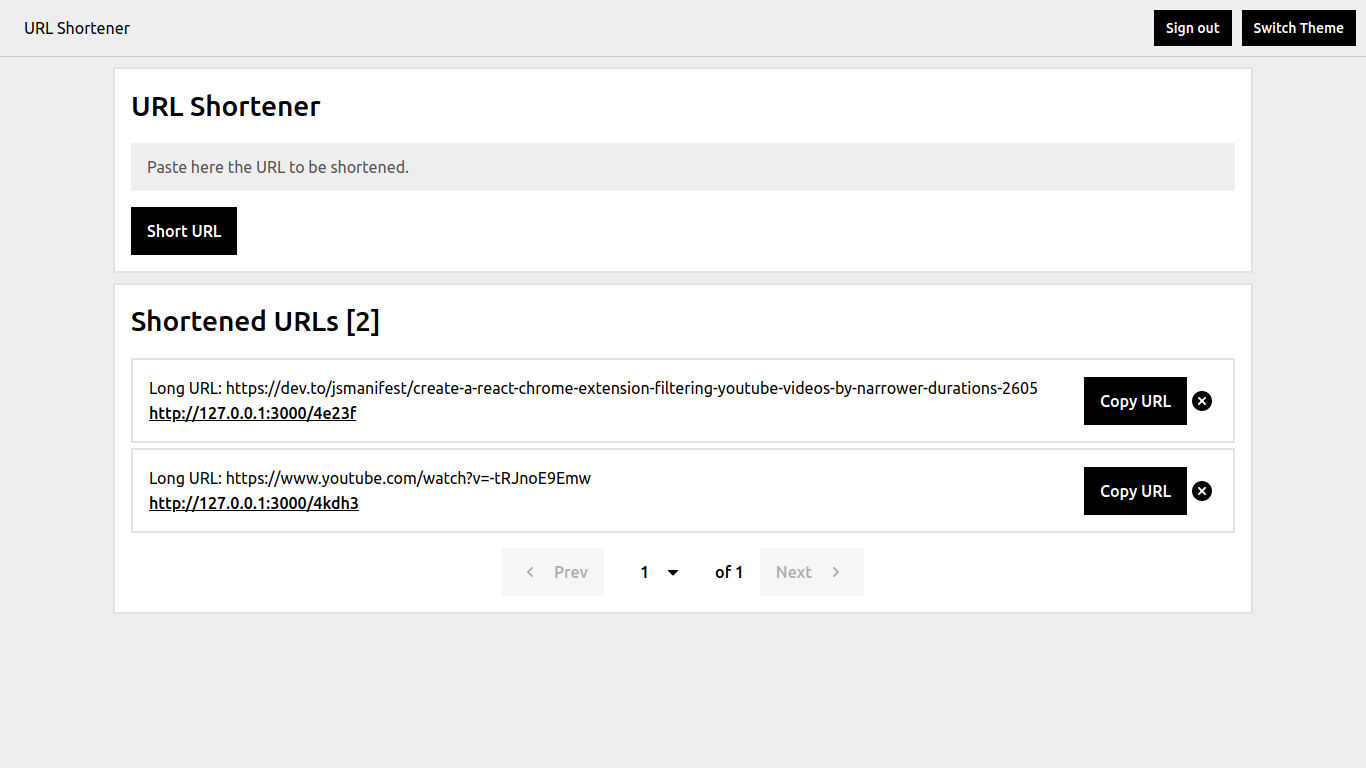 URL Shortener
Sign out
Switch Theme
URL Shortener
Paste here the URL to be shortened.
Short URL
Shortened URLs [2]
Long URL: https://dev.to/jsmanifest/create-a-react-chrome-extension-filtering-youtube-videos-by-narrower-durations-2605
http://127.0.0.1:3000/4e23f
Copy URL
Long URL: https://www.youtube.com/watch?v=-tRJnoE9Emw
http://127.0.0.1:3000/4kdh3
Copy URL
Prev 1 of 1 Next